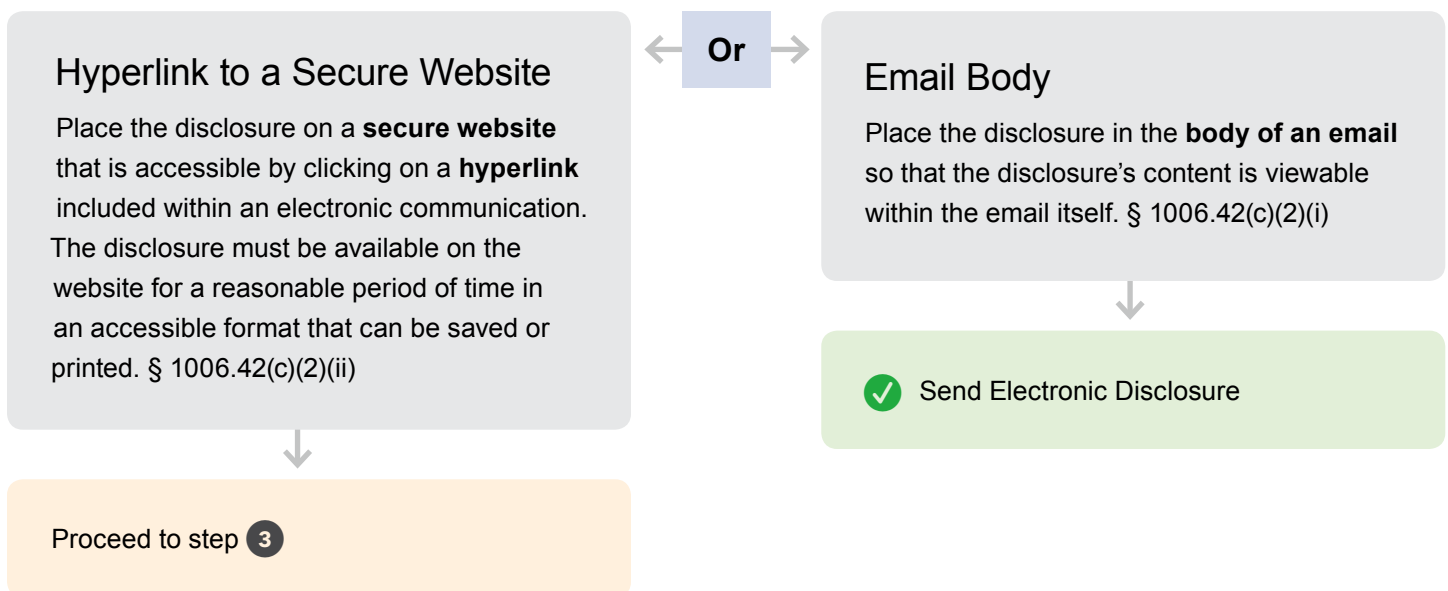 Hyperlink to a Secure Website
Place the disclosure on a secure website
that is accessible by clicking on a hyperlink
included within an electronic communication.
The disclosure must be available on the
website for a reasonable period of time in
an accessible format that can be saved or
printed. § 1006.42(c)(2)(ii)
Proceed to step 3
Or
Email Body
Place the disclosure in the body of an email
so that the disclosure’s content is viewable
within the email itself. § 1006.42(c)(2)(i)
Send Electronic Disclosure